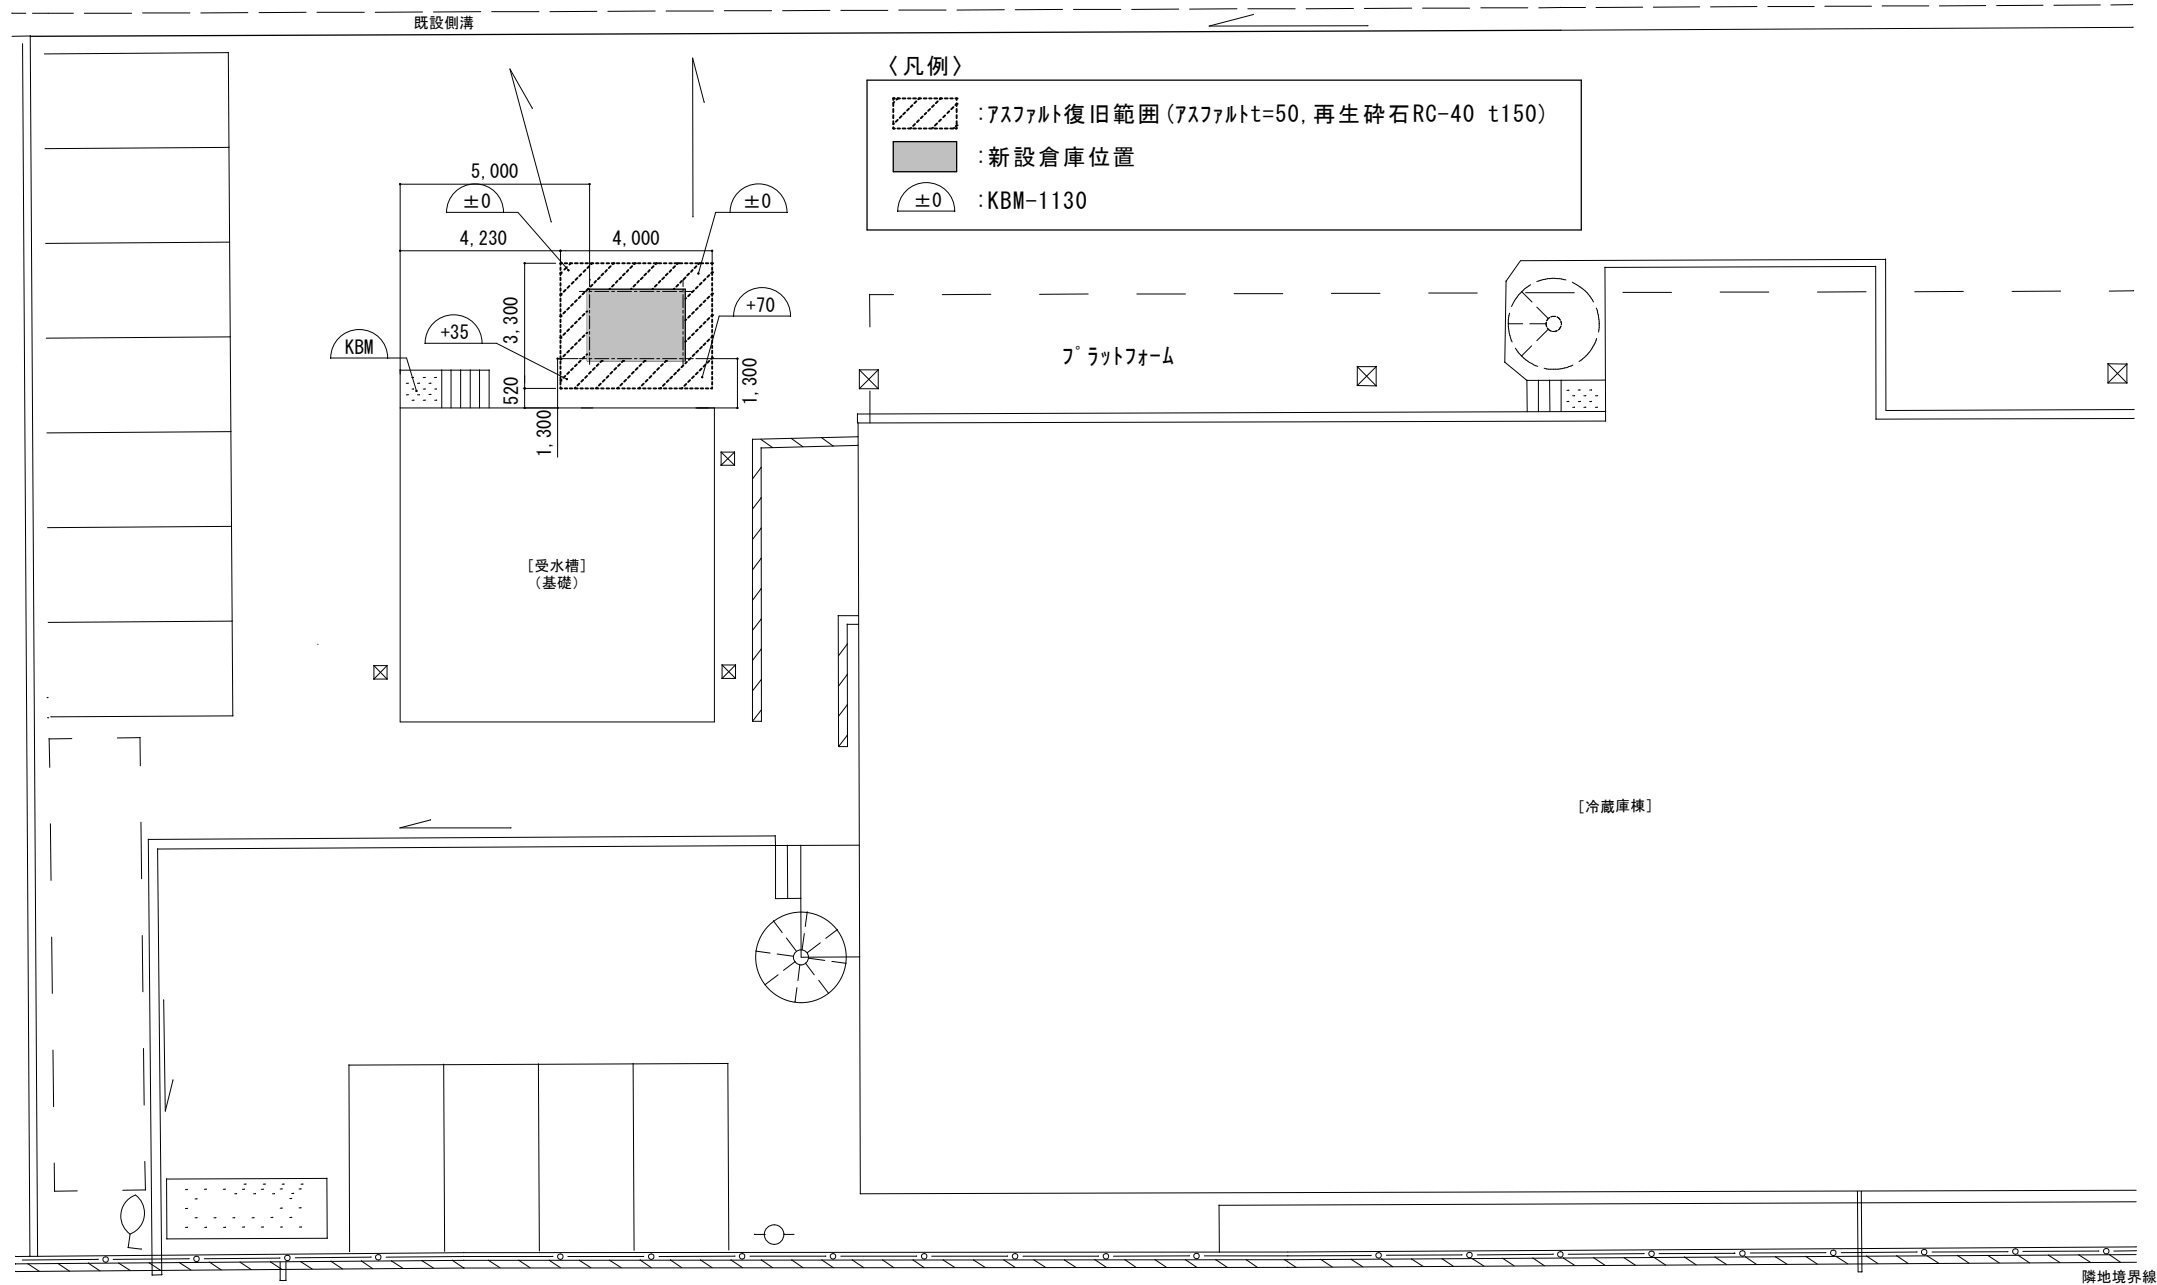 既設側溝
〈凡例〉
:ｱｽﾌｧﾙﾄ復旧範囲(ｱｽﾌｧﾙﾄt=50,再生砕石RC-40 t150)
:新設倉庫位置
±0 :KBM-1130
5,000
±0
±0
4,230
4,000
3,300
+70
+35
KBM
520
1,300
1,300
ﾌﾟﾗｯﾄﾌｫｰﾑ
[受水槽]
(基礎)
[冷蔵庫棟]
隣地境界線